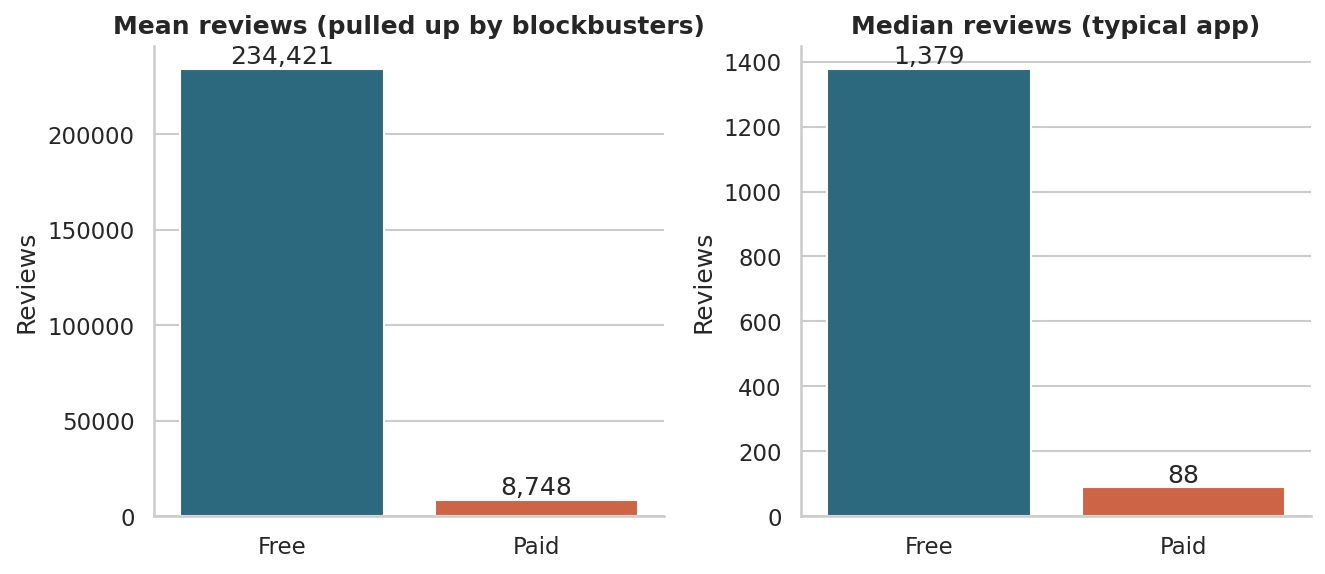 Mean reviews (pulled up by blockbusters)
234,421
200000
150000
100000
50000
0
Reviews
8,748
Free
Paid
Median reviews (typical app)
1,379
1400
1200
1000
800
600
400
200
0
Reviews
88
Free
Paid